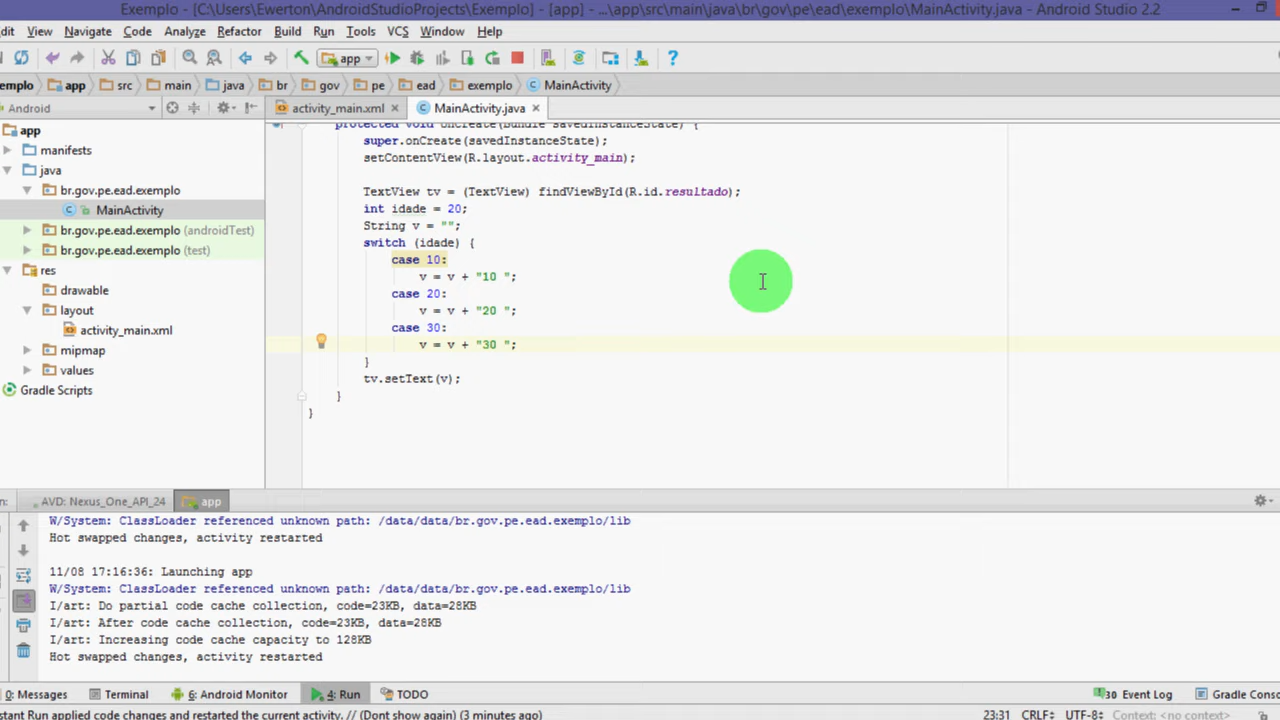 Exemplo - [C:\Users\Ewerton\AndroidStudioProjects\Exemplo] - [app] - ...\app\src\main\java\br\gov\pe\ead\exemplo\MainActivity.java - Android Studio 2.2
dit View Navigate Code Analyze Refactor Build Run Tools VCS Window Help
app
emplo app src main java br gov pe ead exemplo MainActivity
Android activity_main.xml MainActivity.java
app
manifests
java
br.gov.pe.ead.exemplo
MainActivity
br.gov.pe.ead.exemplo (androidTest)
br.gov.pe.ead.exemplo (test)
res
drawable
layout
activity_main.xml
mipmap
values
Gradle Scripts
protected void onCreate(Bundle savedInstanceState) {
super.onCreate(savedInstanceState);
setContentView(R.layout.activity_main);
TextView tv = (TextView) findViewById(R.id.resultado);
int idade = 20;
String v = "";
switch (idade) {
case 10:
v = v + "10 ";
case 20:
v = v + "20 ";
case 30:
v = v + "30 ";
}
tv.setText(v);
}
}
n: AVD: Nexus_One_API_24 app
W/System: ClassLoader referenced unknown path: /data/data/br.gov.pe.ead.exemplo/lib
Hot swapped changes, activity restarted
11/08 17:16:36: Launching app
W/System: ClassLoader referenced unknown path: /data/data/br.gov.pe.ead.exemplo/lib
I/art: Do partial code cache collection, code=23KB, data=28KB
I/art: After code cache collection, code=23KB, data=28KB
I/art: Increasing code cache capacity to 128KB
Hot swapped changes, activity restarted
0: Messages Terminal 6: Android Monitor 4: Run TODO 30 Event Log Gradle Conso
stant Run applied code changes and restarted the current activity. // (Dont show again) (3 minutes ago) 23:31 CRLF÷ UTF-8÷ Context: <no context>